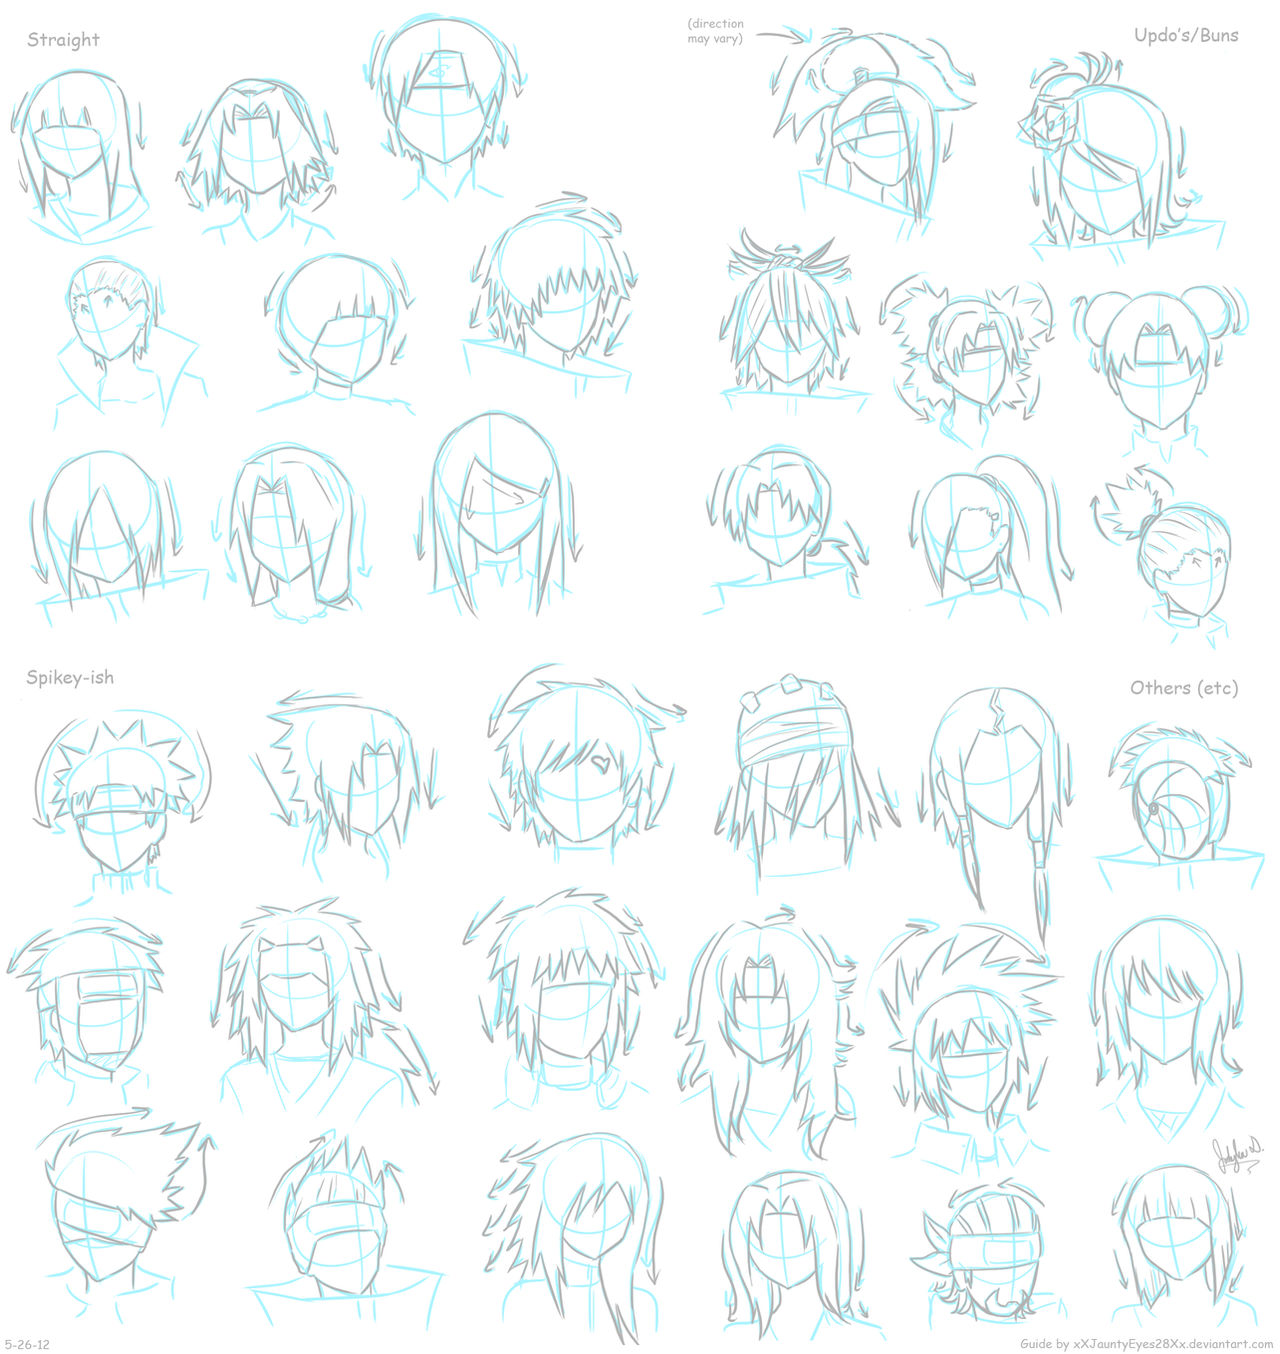 Straight
(direction
may vary)
Updo's/Buns
Spikey-ish
Others (etc)
5-26-12
Guide by xXJauntyEyes28Xx.deviantart.com